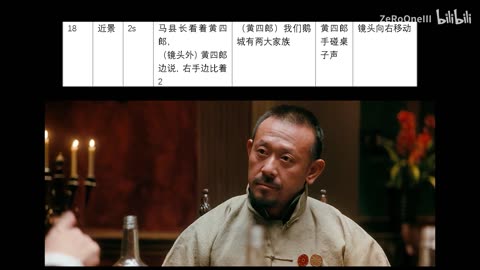 ZeRoOneIII bilibili
18 近景 2s 马县长看着黄四 （黄四郎）我们鹅 黄四郎 镜头向右移动
郎， 城有两大家族 手碰桌
（镜头外）黄四郎 子声
边说，右手边比着
2